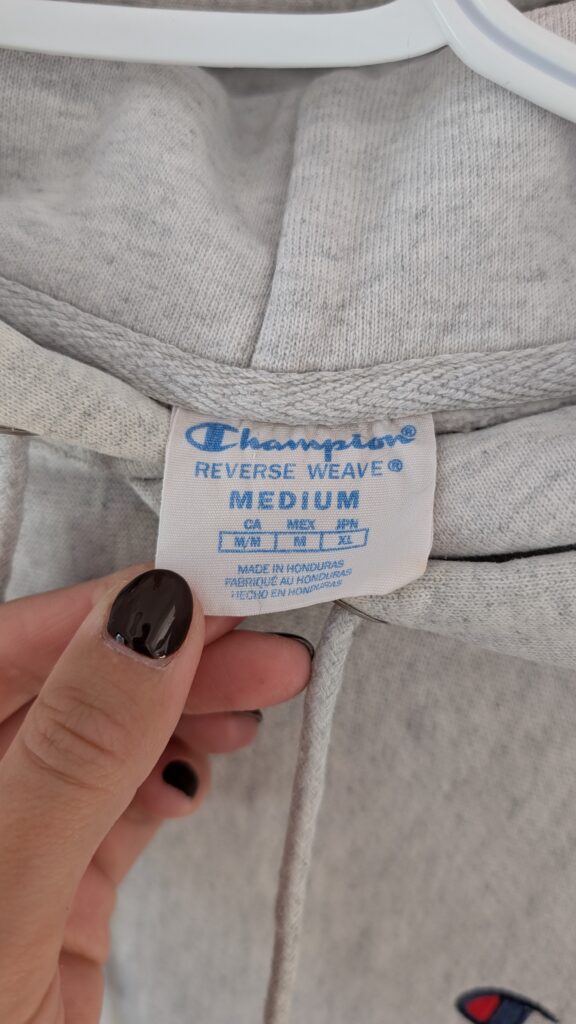 Champion®
REVERSE WEAVE®
MEDIUM
CA MEX JPN
M/M M XL
MADE IN HONDURAS
FABRIQUÉ AU HONDURAS
HECHO EN HONDURAS